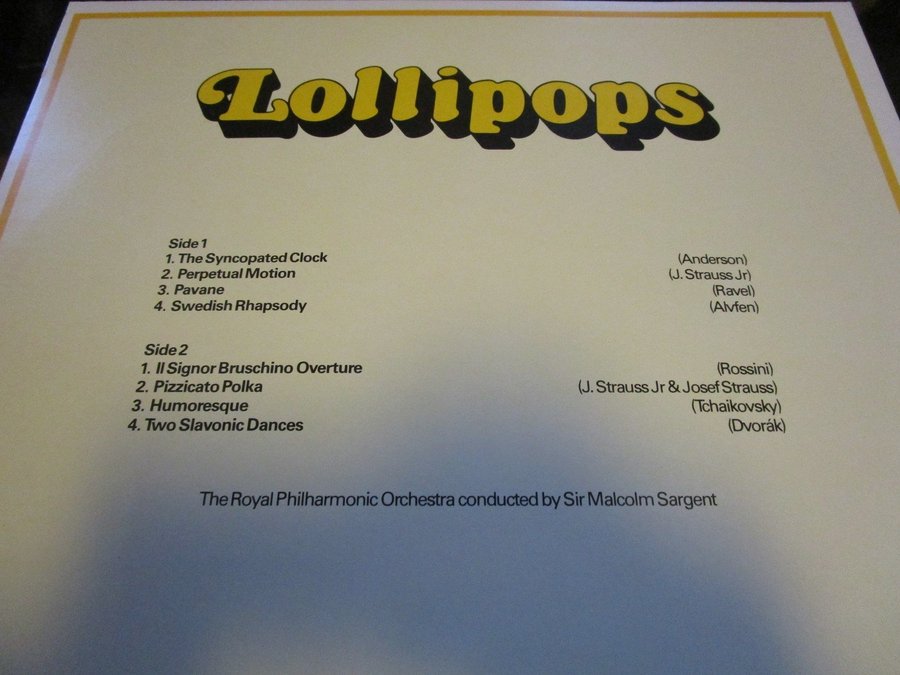 Lollipops
Side 1
1. The Syncopated Clock (Anderson)
2. Perpetual Motion (J. Strauss Jr)
3. Pavane (Ravel)
4. Swedish Rhapsody (Alvfen)
Side 2
1. Il Signor Bruschino Overture (Rossini)
2. Pizzicato Polka (J. Strauss Jr & Josef Strauss)
3. Humoresque (Tchaikovsky)
4. Two Slavonic Dances (Dvorák)
The Royal Philharmonic Orchestra conducted by Sir Malcolm Sargent